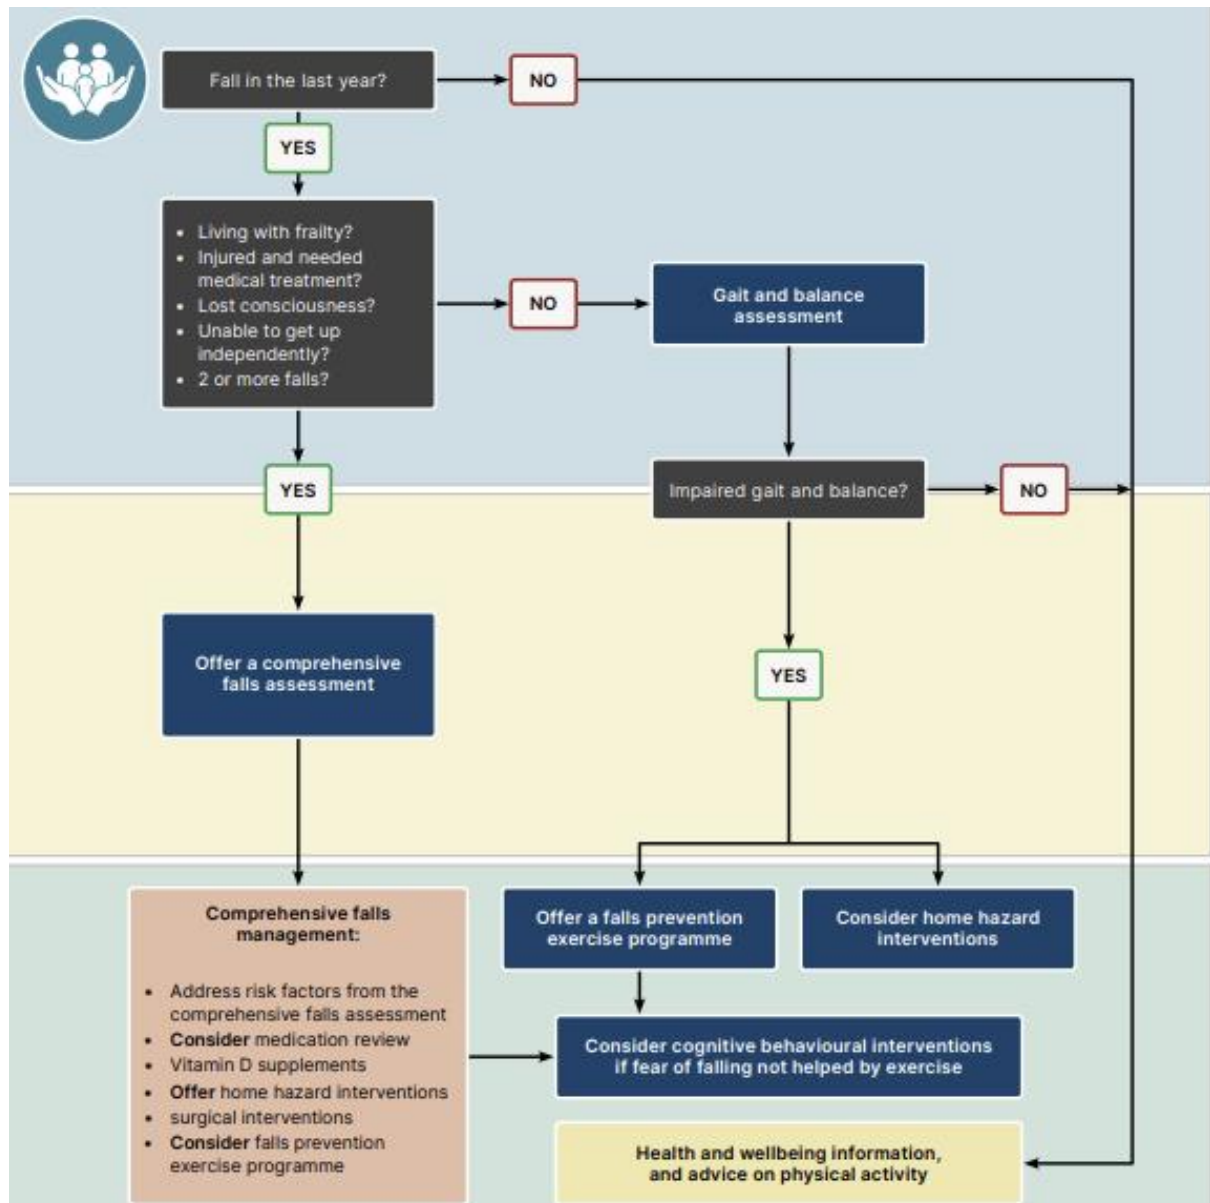 Fall in the last year?
NO
YES
• Living with frailty?
• Injured and needed
medical treatment?
• Lost consciousness?
• Unable to get up
independently?
• 2 or more falls?
NO
Gait and balance
assessment
YES
Impaired gait and balance?
NO
Offer a comprehensive
falls assessment
YES
Comprehensive falls
management:
• Address risk factors from the
comprehensive falls assessment
• Consider medication review
• Vitamin D supplements
• Offer home hazard interventions
• surgical interventions
• Consider falls prevention
exercise programme
Offer a falls prevention
exercise programme
Consider home hazard
interventions
Consider cognitive behavioural interventions
if fear of falling not helped by exercise
Health and wellbeing information,
and advice on physical activity